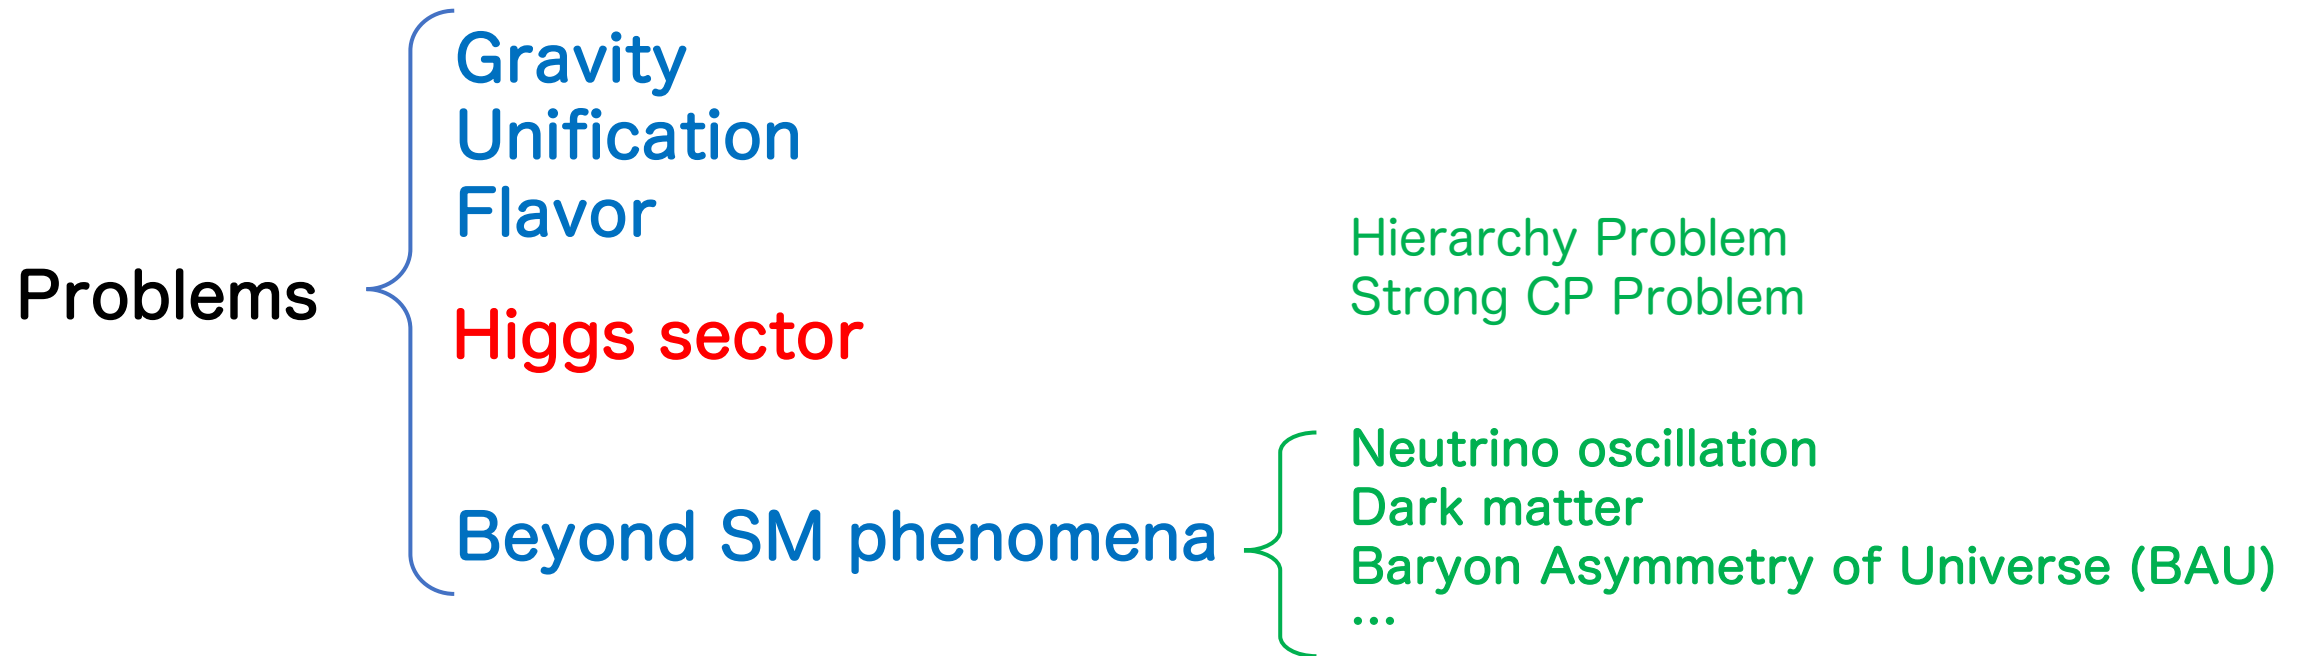 Problems
Gravity
Unification
Flavor
Higgs sector
Beyond SM phenomena
Hierarchy Problem
Strong CP Problem
Neutrino oscillation
Dark matter
Baryon Asymmetry of Universe (BAU)
…